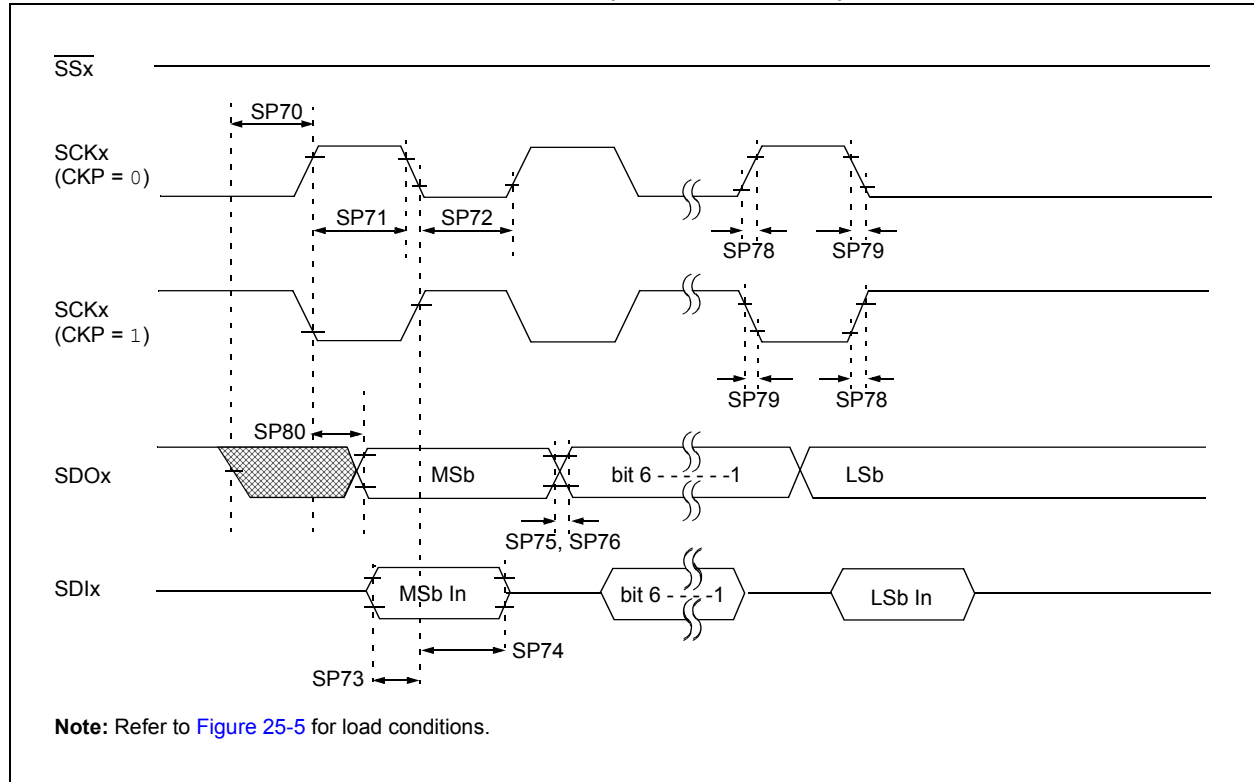 SSx
SP70
SCKx
(CKP = 0)
SP71
SP72
SP78
SP79
SCKx
(CKP = 1)
SP79
SP78
SP80
SDOx
MSb
bit 6 - - - - - -1
LSb
SP75, SP76
SDIx
MSb In
bit 6 - - - - -1
LSb In
SP74
SP73
Note: Refer to Figure 25-5 for load conditions.